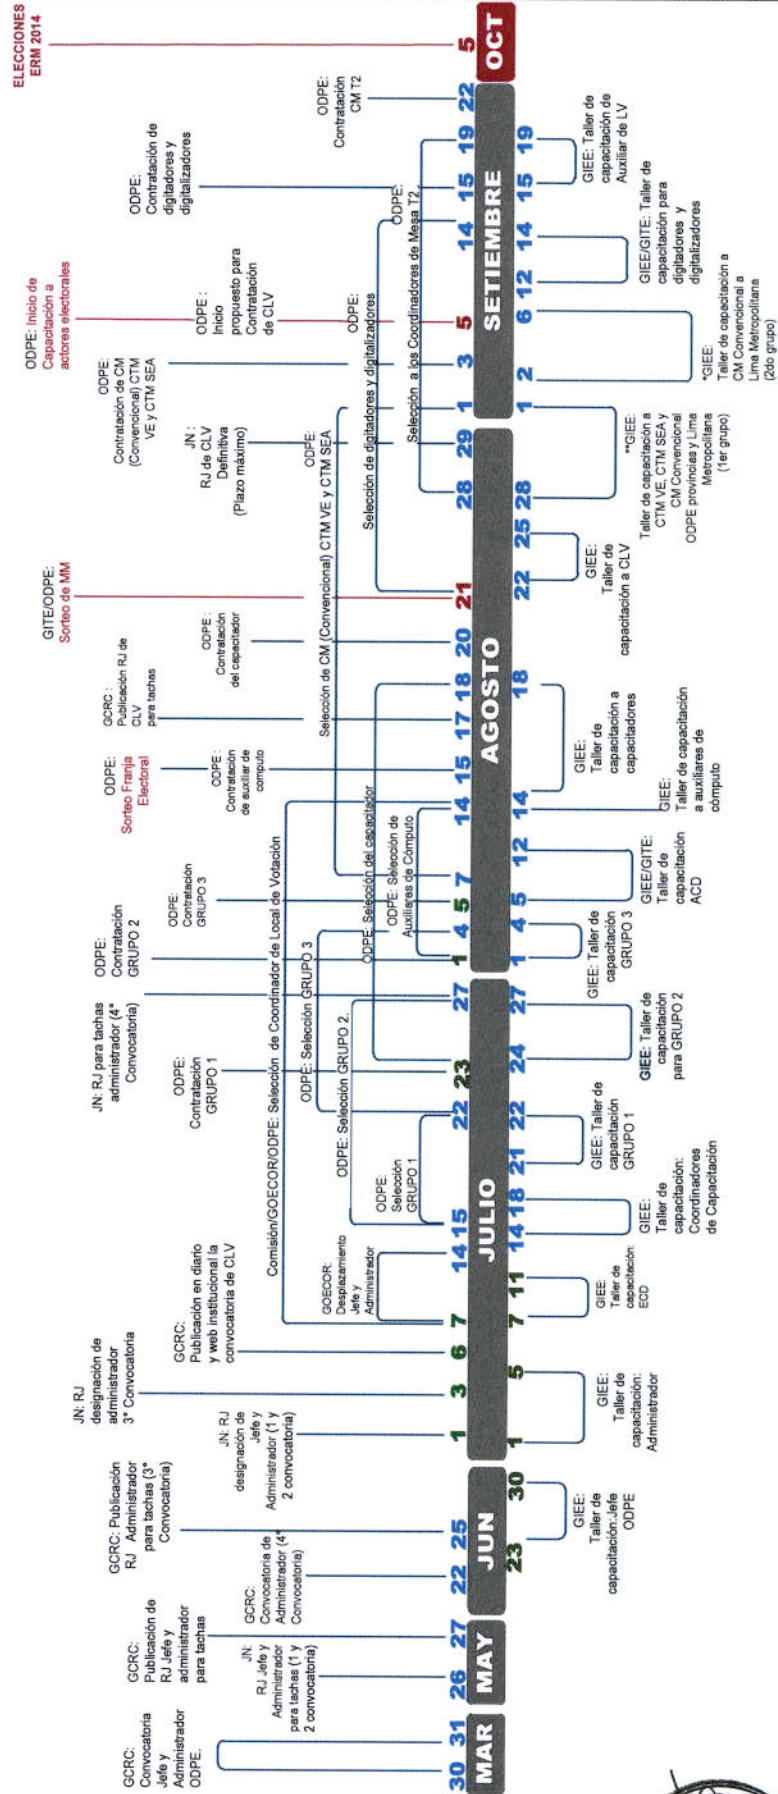 GCRC:
Convocatoria
Jefe y
Administrador
ODPE.
GCRC:
Publicación de
RJ Jefe y
administrador
para tachas
JN:
RJ Jefe y
Administrador
para tachas (1 y
2 convocatoria)
GCRC: Publicación
RJ Administrador
para tachas (3°
Convocatoria)
GCRC:
Convocatoria de
Administrador (4°
Convocatoria)
JN: RJ
designación de
administrador
3° Convocatoria
JN: RJ
designación de
Jefe y
Administrador (1 y
2 convocatoria)
GCRC:
Publicación en diario
y web institucional la
convocatoria de CLV
GOECOR:
Desplazamiento
Jefe y
Administrador
Comisión/GOECOR/ODPE: Selección de Coordinador de Local de Votación
ODPE:
Selección
GRUPO 1
ODPE: Selección GRUPO 2.
ODPE: Selección GRUPO 3
ODPE:
Contratación
GRUPO 1
JN: RJ para tachas
administrador (4°
Convocatoria)
ODPE: Selección del capacitador
ODPE:
Contratación
GRUPO 2
ODPE:
Contratación
GRUPO 3
ODPE: Selección de
Auxiliares de Cómputo
ODPE:
Sorteo Franja
Electoral
ODPE:
Contratación
de auxiliar de
cómputo
GCRC:
Publicación RJ de
CLV
para tachas
ODPE:
Contratación
del capacitador
GITE/ODPE:
Sorteo de MM
ODPE:
Selección de CM (Convencional) CTM VE y CTM SEA
JN:
RJ de CLV
Definitiva
(Plazo máximo)
ODPE:
Contratación de CM
(Convencional) CTM
VE y CTM SEA
ODPE: Inicio de
Capacitación a
actores electorales
ODPE:
Inicio
propuesto para
Contratación
de CLV
ODPE:
Selección de digitadores y digitalizadores
ODPE:
Selección a los Coordinadores de Mesa T2.
ODPE:
Contratación de
digitadores y
digitalizadores
ODPE:
Contratación
CM T2
ELECCIONES
ERM 2014
30 31
26 27
22 25
1 3 6 7 14 15 22 23 27
1 4 5 7 14 15 17 18 20 21 28 29
1 3 5 14 15 19 22
5
MAR
MAY
JUN
JULIO
AGOSTO
SETIEMBRE
OCT
23 30
1 5 7 11 14 18 21 22 24 27
1 4 5 12 14 18 22 25 28
1 2 6 12 14 15 19
GIEE:
Taller de
capacitación:Jefe
ODPE
GIEE:
Taller de
capacitación:
Administrador
GIEE:
Taller de
capacitación:
ECD
GIEE:
Taller de
capacitación:
Coordinadores
de Capacitación
GIEE: Taller de
capacitación
GRUPO 1
GIEE: Taller de
capacitación
para GRUPO 2
GIEE: Taller de
capacitación
GRUPO 3
GIEE/GITE:
Taller de
capacitación
ACD
GIEE:
Taller de capacitación
a auxiliares de
cómputo
GIEE:
Taller de
capacitación a
capacitadores
GIEE:
Taller de
capacitación a CLV
**GIEE:
Taller de capacitación a
CTM VE, CTM SEA y
CM Convencional
ODPE provincias y Lima
Metropolitana
(1er grupo)
*GIEE:
Taller de capacitación a
CM Convencional a
Lima Metropolitana
(2do grupo)
GIEE/GITE: Taller de
capacitación para
digitadores y
digitalizadores
GIEE: Taller de
capacitación de
Auxiliar de LV